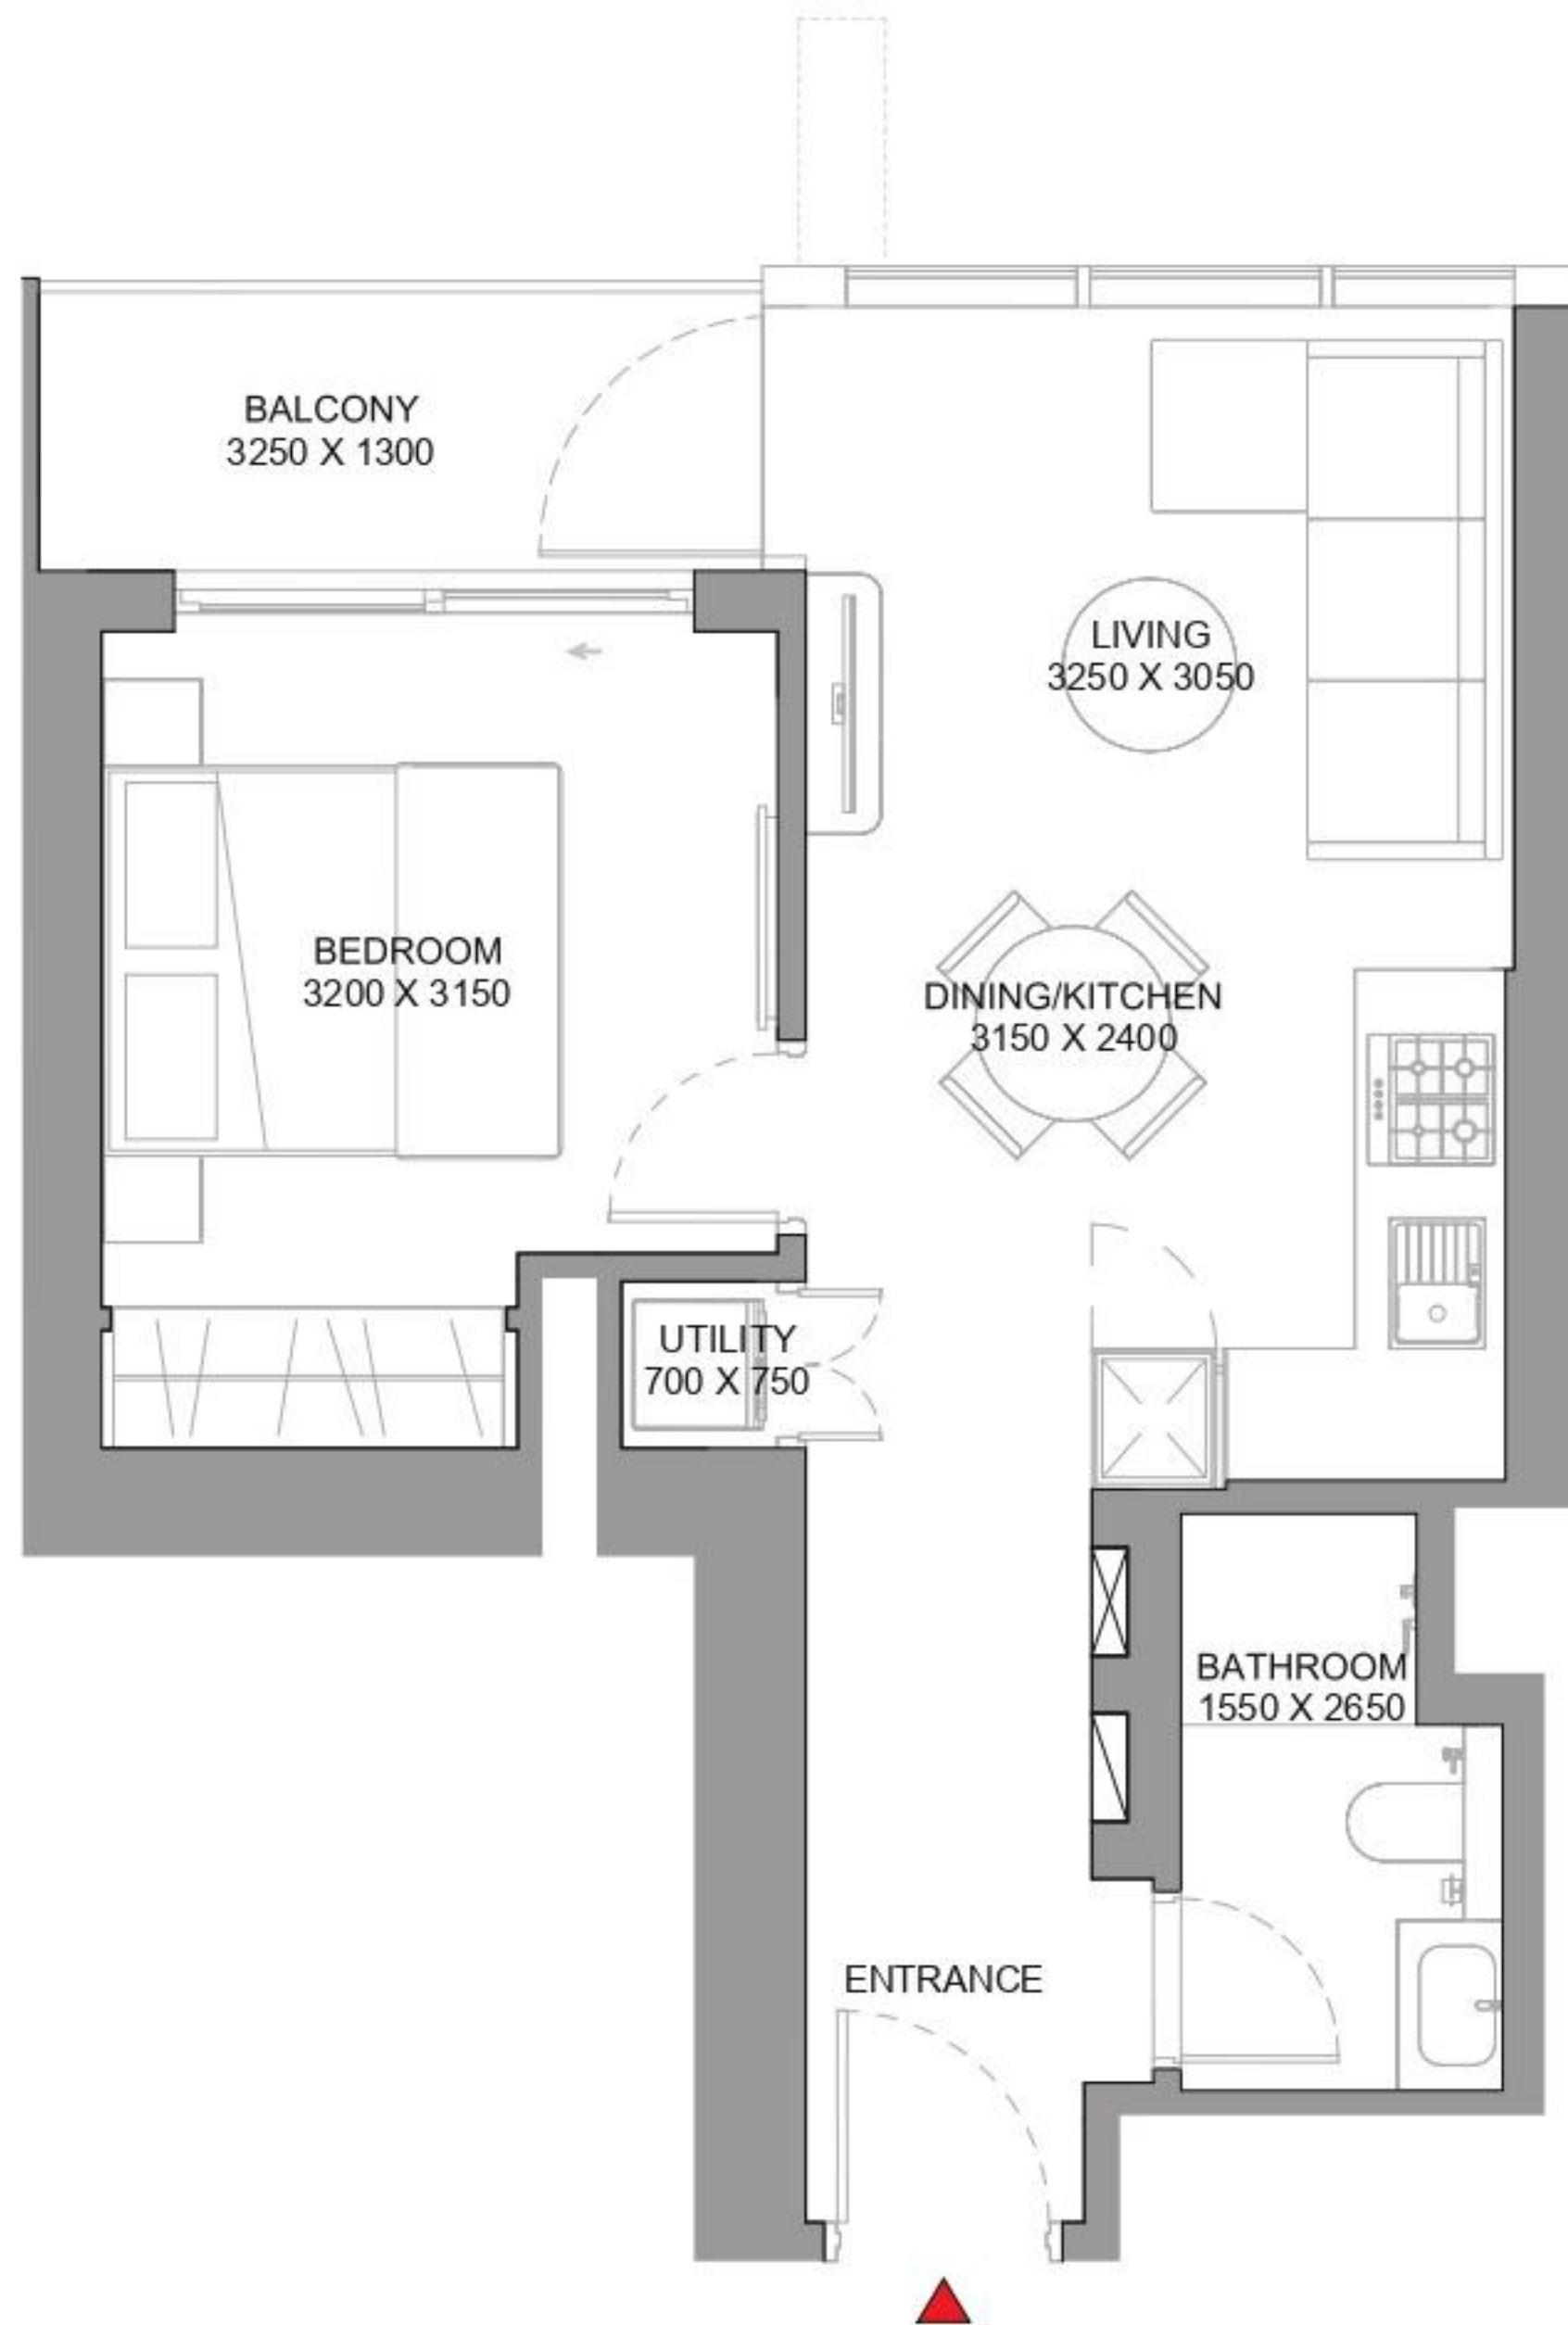 BALCONY
3250 X 1300
LIVING
3250 X 3050
BEDROOM
3200 X 3150
DINING/KITCHEN
3150 X 2400
UTILITY
700 X 750
BATHROOM
1550 X 2650
ENTRANCE